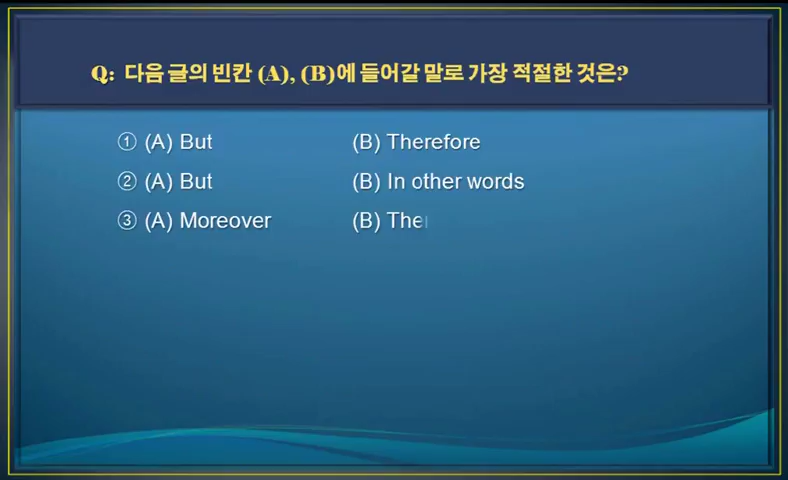 Q: 다음 글의 빈칸 (A), (B)에 들어갈 말로 가장 적절한 것은?
① (A) But (B) Therefore
② (A) But (B) In other words
③ (A) Moreover (B)